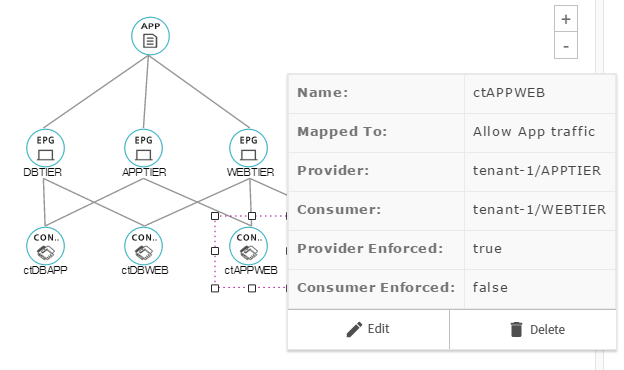 APP
+
-
EPG
EPG
EPG
DBTIER
APPTIER
WEBTIER
CON..
CON..
CON..
ctDBAPP
ctDBWEB
ctAPPWEB
Name: ctAPPWEB
Mapped To: Allow App traffic
Provider: tenant-1/APPTIER
Consumer: tenant-1/WEBTIER
Provider Enforced: true
Consumer Enforced: false
Edit
Delete